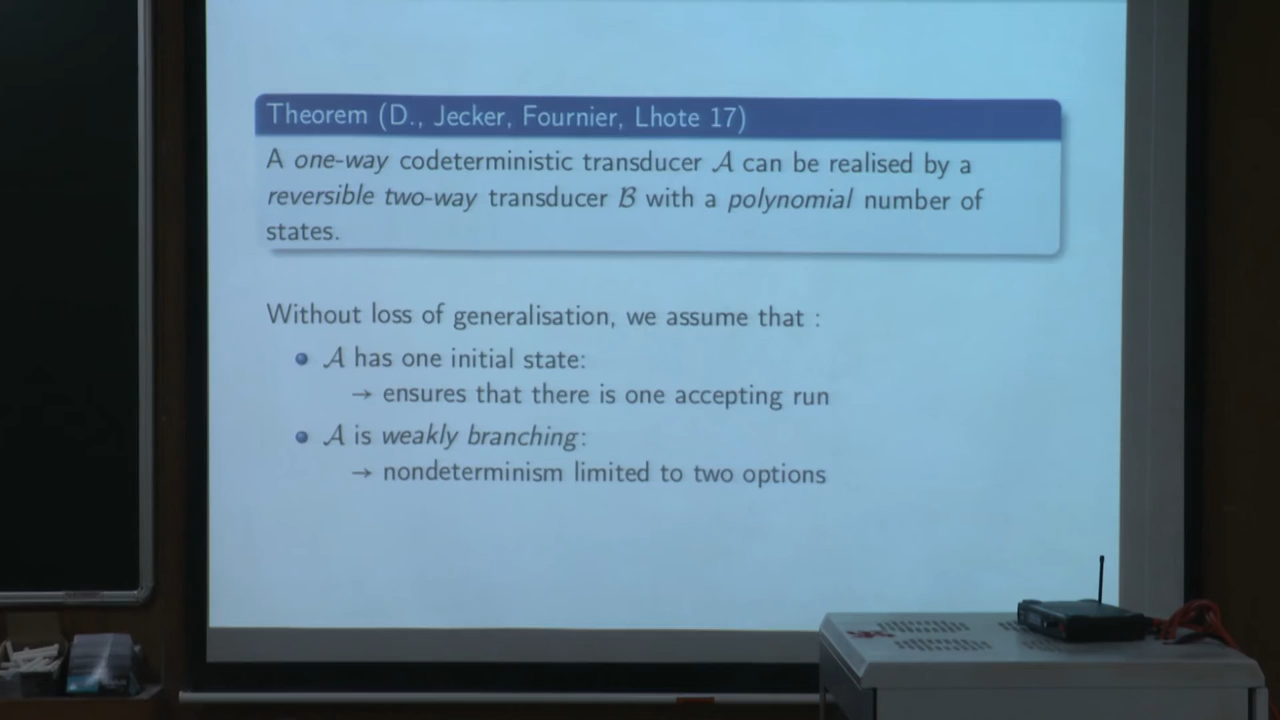 Theorem (D., Jecker, Fournier, Lhote 17)
A one-way codeterministic transducer 𝒜 can be realised by a
reversible two-way transducer ℬ with a polynomial number of
states.
Without loss of generalisation, we assume that :
• 𝒜 has one initial state:
→ ensures that there is one accepting run
• 𝒜 is weakly branching:
→ nondeterminism limited to two options